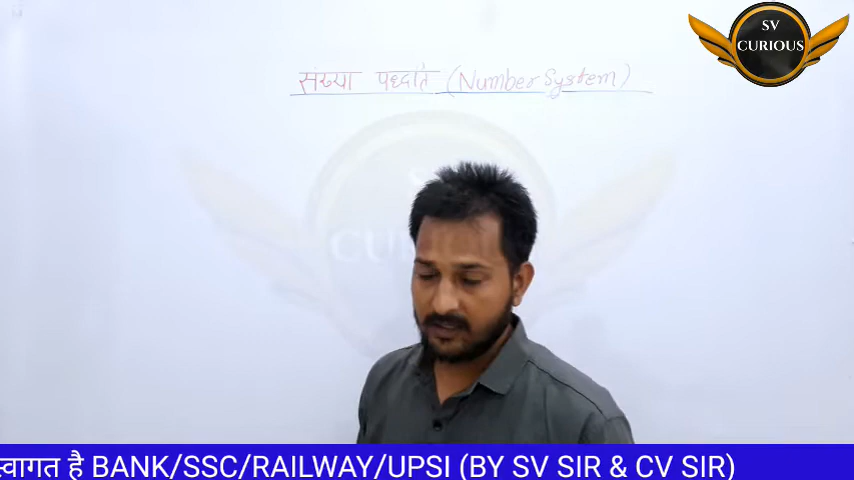 SV
CURIOUS
संख्या पद्धति (Number System)
स्वागत है BANK/SSC/RAILWAY/UPSI (BY SV SIR & CV SIR)